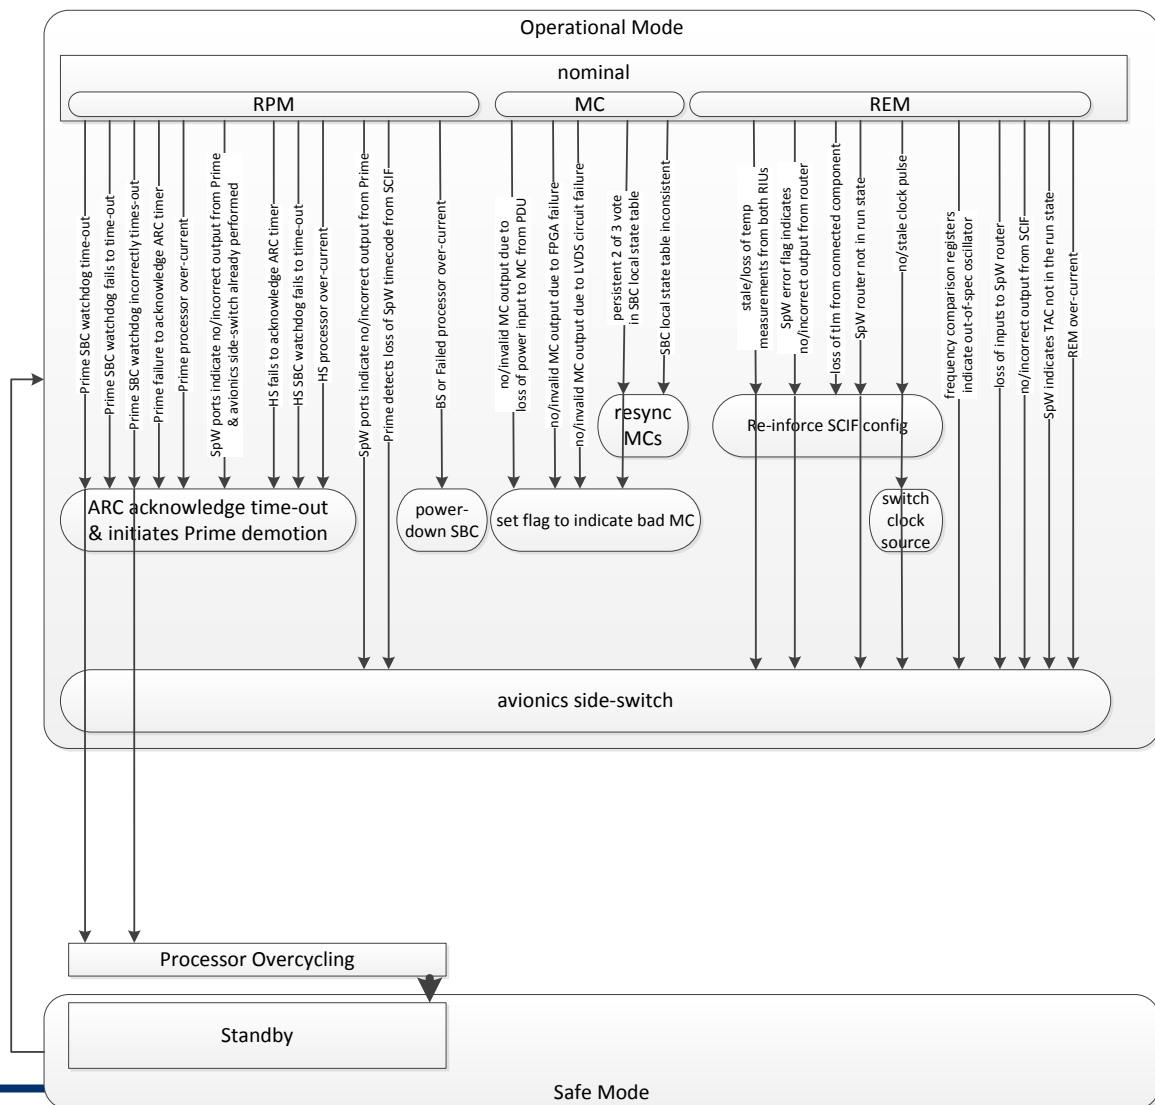 Operational Mode
nominal
RPM
MC
REM
Prime SBC watchdog time-out
Prime SBC watchdog fails to time-out
Prime SBC watchdog incorrectly times-out
Prime failure to acknowledge ARC timer
Prime processor over-current
SpW ports indicate no/incorrect output from Prime
& avionics side-switch already performed
HS fails to acknowledge ARC timer
HS SBC watchdog fails to time-out
HS processor over-current
SpW ports indicate no/incorrect output from Prime
Prime detects loss of SpW timecode from SCIF
BS or Failed processor over-current
no/invalid MC output due to
loss of power input to MC from PDU
no/invalid MC output due to FPGA failure
no/invalid MC output due to LVDS circuit failure
persistent 2 of 3 vote
in SBC local state table
SBC local state table inconsistent
stale/loss of temp
measurements from both RIUs
SpW error flag indicates
no/incorrect output from router
loss of tlm from connected component
SpW router not in run state
no/stale clock pulse
frequency comparison registers
indicate out-of-spec oscillator
loss of inputs to SpW router
no/incorrect output from SCIF
SpW indicates TAC not in the run state
REM over-current
resync
MCs
Re-inforce SCIF config
ARC acknowledge time-out
& initiates Prime demotion
power-
down SBC
set flag to indicate bad MC
switch
clock
source
avionics side-switch
Processor Overcycling
Standby
Safe Mode